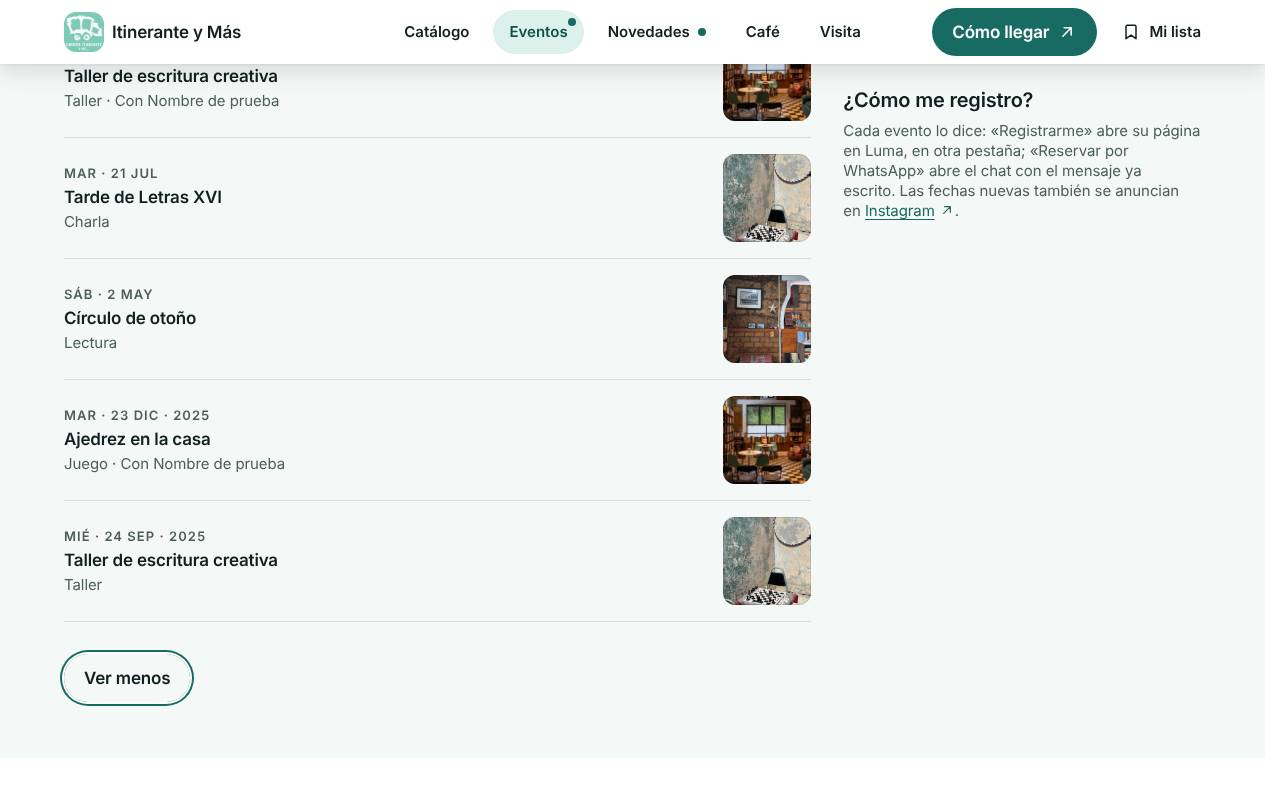 Itinerante y Más
Catálogo
Eventos
Novedades
Café
Visita
Cómo llegar
Mi lista
Taller de escritura creativa
Taller · Con Nombre de prueba
MAR · 21 JUL
Tarde de Letras XVI
Charla
SÁB · 2 MAY
Círculo de otoño
Lectura
MAR · 23 DIC · 2025
Ajedrez en la casa
Juego · Con Nombre de prueba
MIÉ · 24 SEP · 2025
Taller de escritura creativa
Taller
Ver menos
¿Cómo me registro?
Cada evento lo dice: «Registrarme» abre su página
en Luma, en otra pestaña; «Reservar por
WhatsApp» abre el chat con el mensaje ya
escrito. Las fechas nuevas también se anuncian
en Instagram ↗.